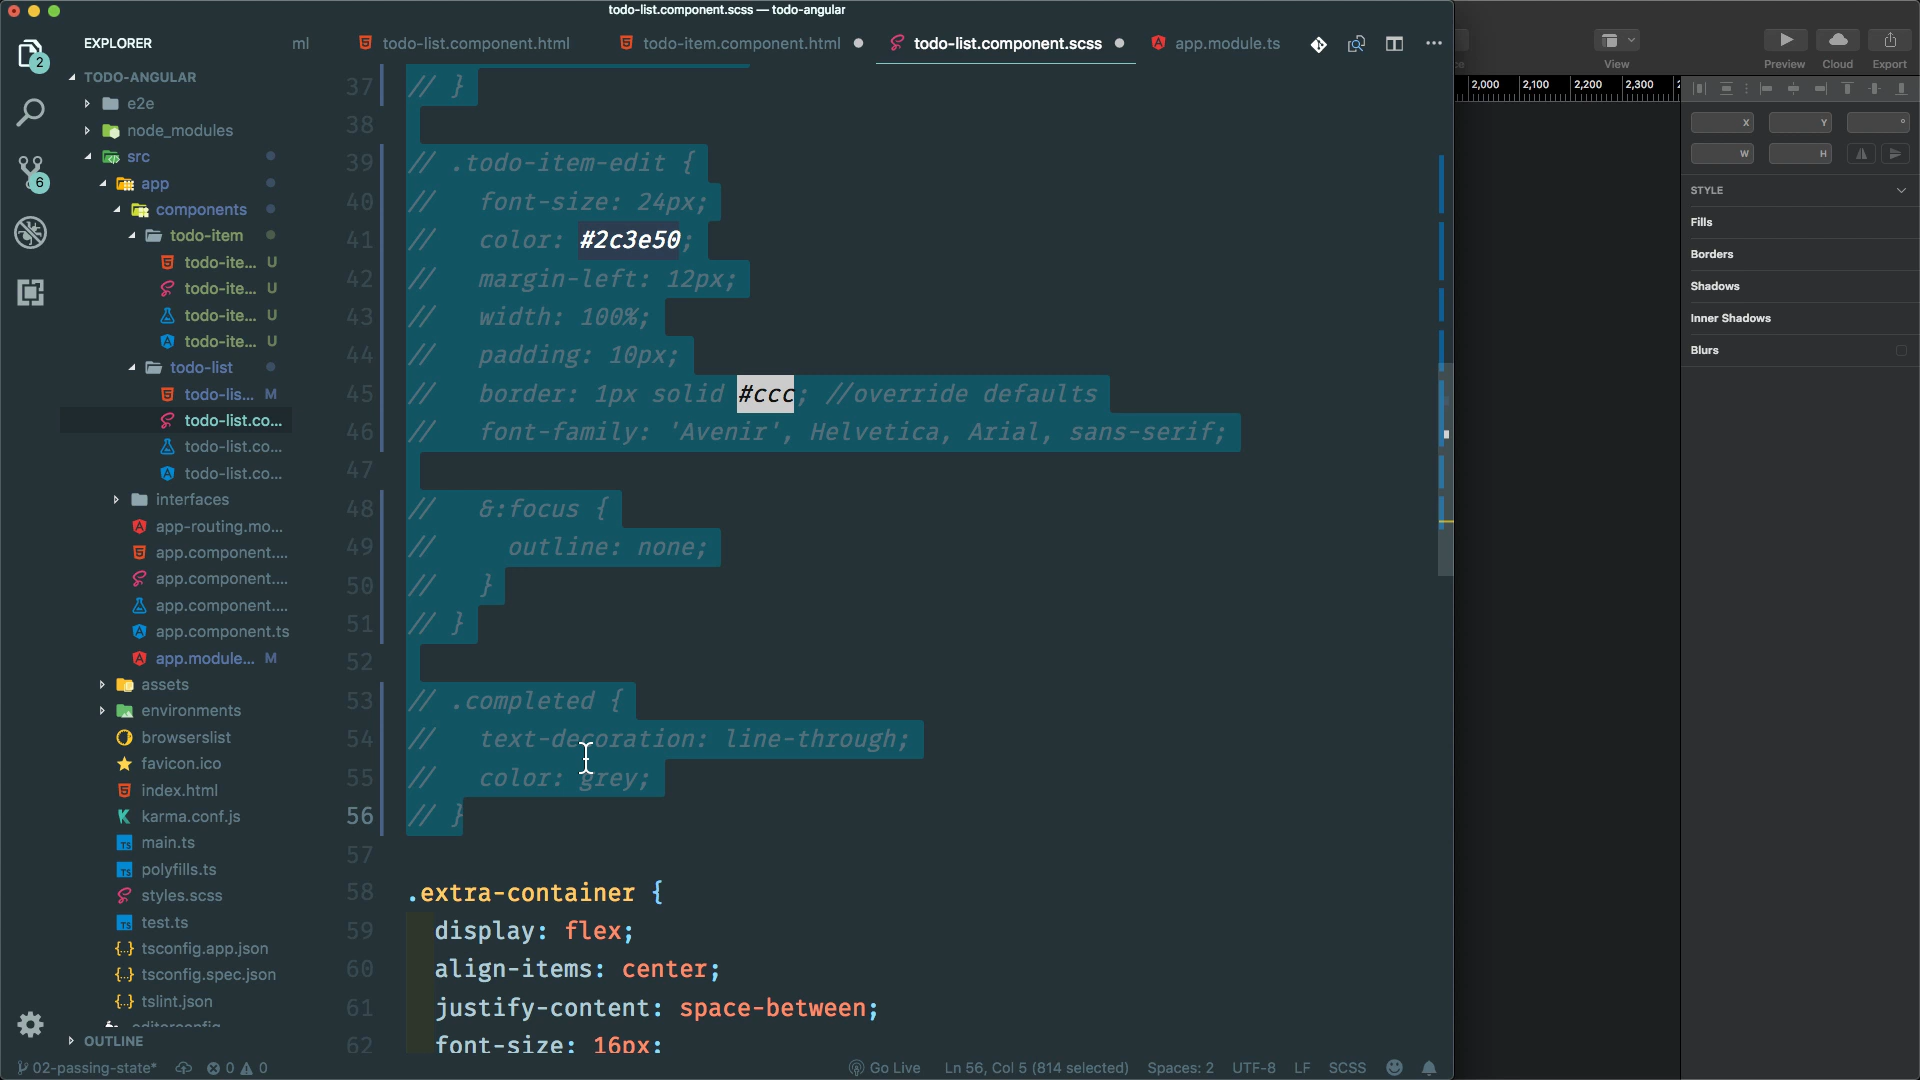 todo-list.component.scss — todo-angular
EXPLORER
ml
todo-list.component.html
todo-item.component.html
todo-list.component.scss
app.module.ts
2
6
TODO-ANGULAR
e2e
node_modules
src
app
components
todo-item
todo-ite... U
todo-ite... U
todo-ite... U
todo-ite... U
todo-list
todo-lis... M
todo-list.co...
todo-list.co...
todo-list.co...
interfaces
app-routing.mo...
app.component....
app.component....
app.component....
app.component.ts
app.module... M
assets
environments
browserslist
favicon.ico
index.html
karma.conf.js
main.ts
polyfills.ts
styles.scss
test.ts
tsconfig.app.json
tsconfig.spec.json
tslint.json
OUTLINE
37 // }
38
39 // .todo-item-edit {
40 //   font-size: 24px;
41 //   color: #2c3e50;
42 //   margin-left: 12px;
43 //   width: 100%;
44 //   padding: 10px;
45 //   border: 1px solid #ccc; //override defaults
46 //   font-family: 'Avenir', Helvetica, Arial, sans-serif;
47
48 //   &:focus {
49 //     outline: none;
50 //   }
51 // }
52
53 // .completed {
54 //   text-decoration: line-through;
55 //   color: grey;
56 // }
57
58 .extra-container {
59   display: flex;
60   align-items: center;
61   justify-content: space-between;
62   font-size: 16px;
02-passing-state*
0 0
Go Live
Ln 56, Col 5 (814 selected)
Spaces: 2
UTF-8
LF
SCSS
View
Preview
Cloud
Export
2,000 2,100 2,200 2,300
X Y °
W H
STYLE
Fills
Borders
Shadows
Inner Shadows
Blurs